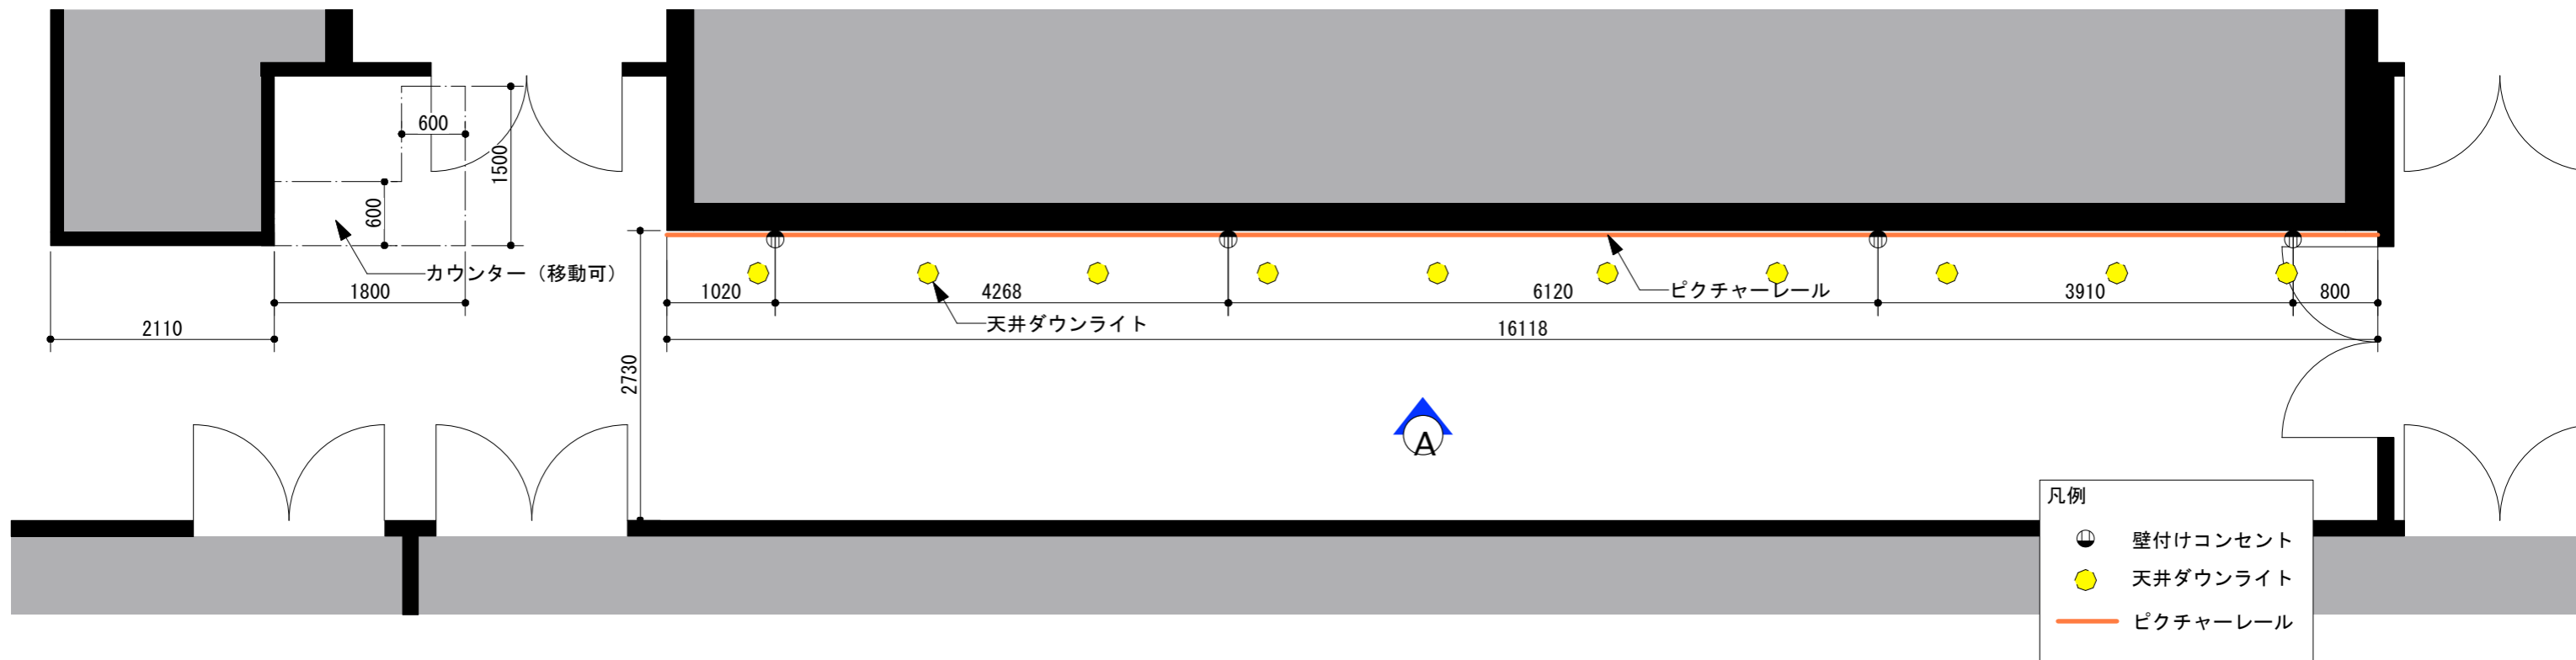 600
1500
600
カウンター（移動可）
1800
2110
1020
4268
6120
ピクチャーレール
3910
800
天井ダウンライト
16118
2730
A
凡例
壁付けコンセント
天井ダウンライト
ピクチャーレール